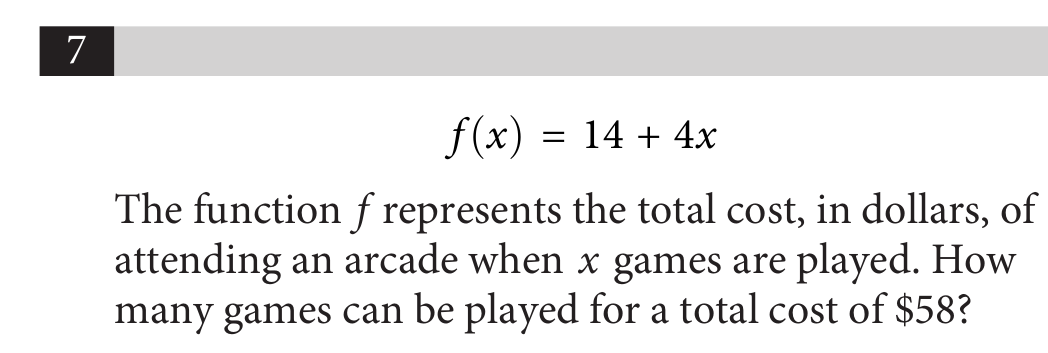 7
f(x) = 14 + 4x
The function f represents the total cost, in dollars, of
attending an arcade when x games are played. How
many games can be played for a total cost of $58?